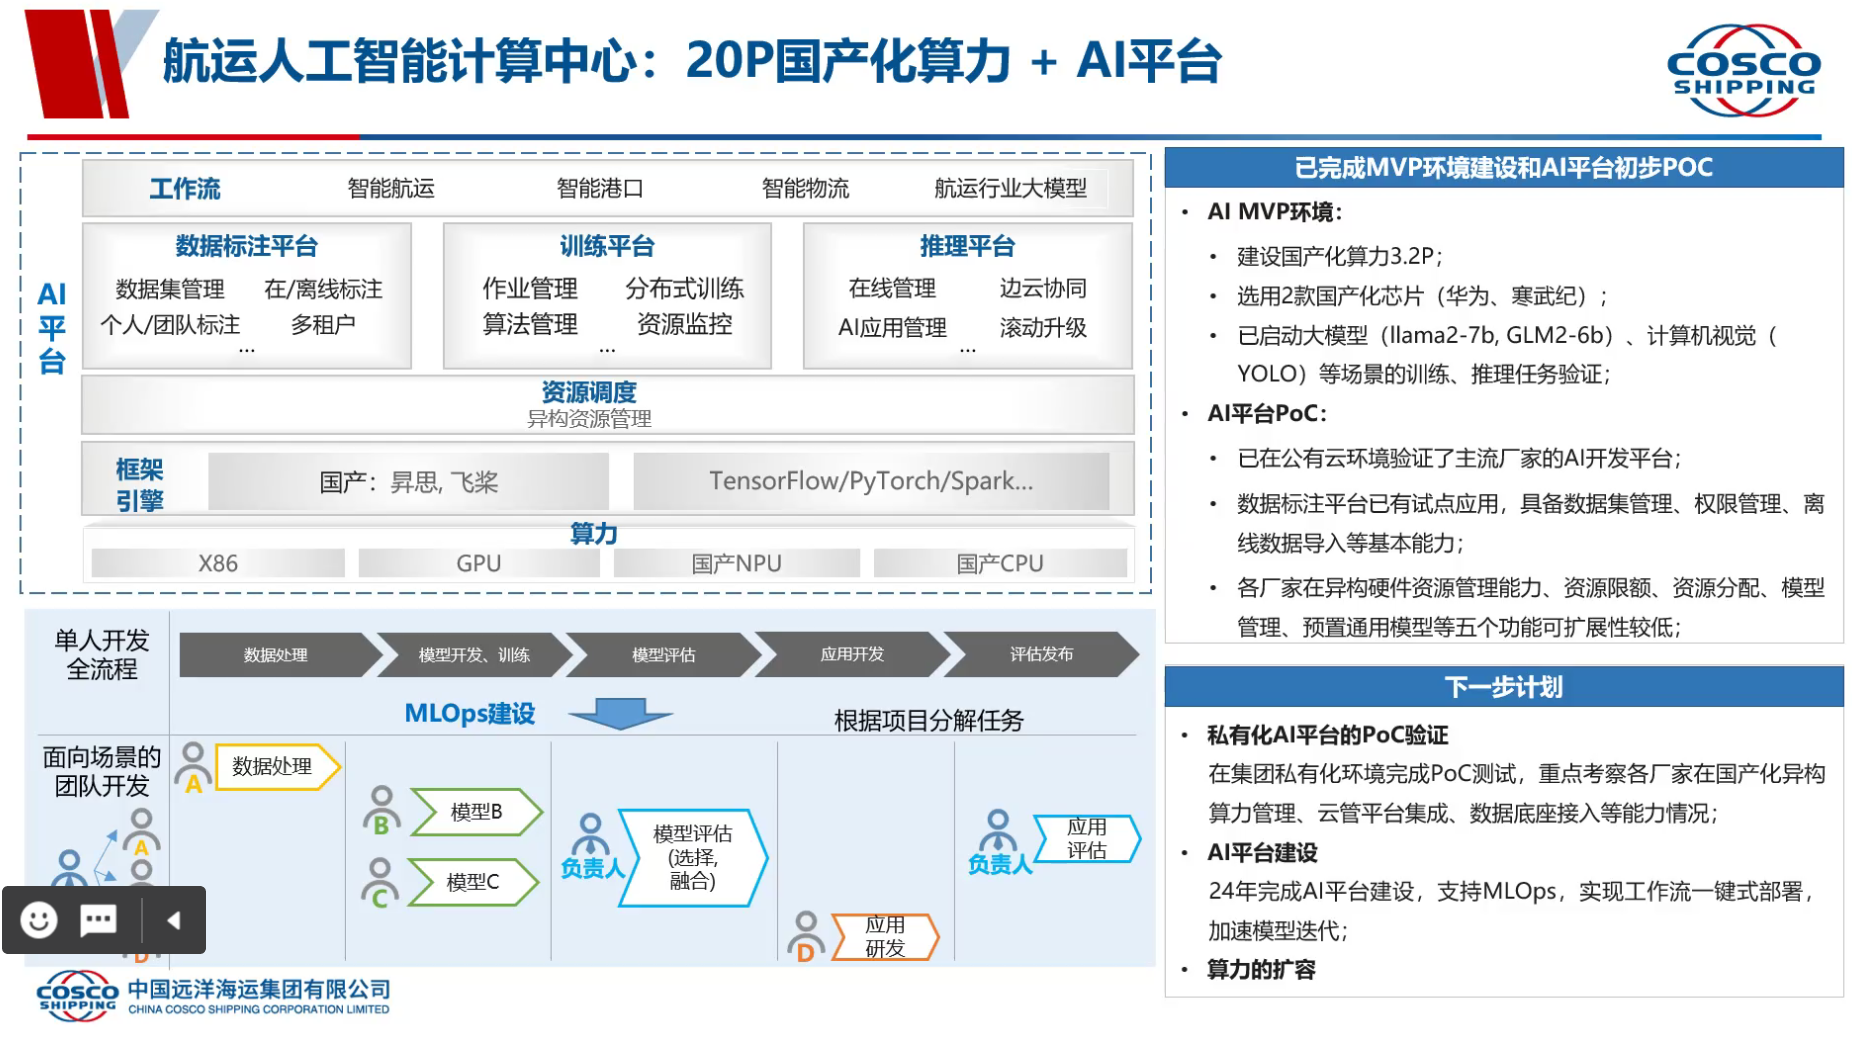 航运人工智能计算中心：20P国产化算力 + AI平台
COSCO
SHIPPING
AI
平
台
工作流 智能航运 智能港口 智能物流 航运行业大模型
数据标注平台
数据集管理 在/离线标注
个人/团队标注 多租户
...
训练平台
作业管理 分布式训练
算法管理 资源监控
...
推理平台
在线管理 边云协同
AI应用管理 滚动升级
...
资源调度
异构资源管理
框架
引擎
国产：昇思, 飞桨
TensorFlow/PyTorch/Spark...
算力
X86 GPU 国产NPU 国产CPU
单人开发
全流程
数据处理 模型开发、训练 模型评估 应用开发 评估发布
MLOps建设
根据项目分解任务
面向场景的
团队开发
A
A
数据处理
B
模型B
C
模型C
负责人
模型评估
(选择,
融合)
D
应用
研发
负责人
应用
评估
D
COSCO
SHIPPING
中国远洋海运集团有限公司
CHINA COSCO SHIPPING CORPORATION LIMITED
已完成MVP环境建设和AI平台初步POC
• AI MVP环境：
• 建设国产化算力3.2P；
• 选用2款国产化芯片（华为、寒武纪）；
• 已启动大模型（llama2-7b, GLM2-6b）、计算机视觉（
YOLO）等场景的训练、推理任务验证；
• AI平台PoC：
• 已在公有云环境验证了主流厂家的AI开发平台；
• 数据标注平台已有试点应用，具备数据集管理、权限管理、离
线数据导入等基本能力；
• 各厂家在异构硬件资源管理能力、资源限额、资源分配、模型
管理、预置通用模型等五个功能可扩展性较低；
下一步计划
• 私有化AI平台的PoC验证
在集团私有化环境完成PoC测试，重点考察各厂家在国产化异构
算力管理、云管平台集成、数据底座接入等能力情况；
• AI平台建设
24年完成AI平台建设，支持MLOps，实现工作流一键式部署，
加速模型迭代；
• 算力的扩容